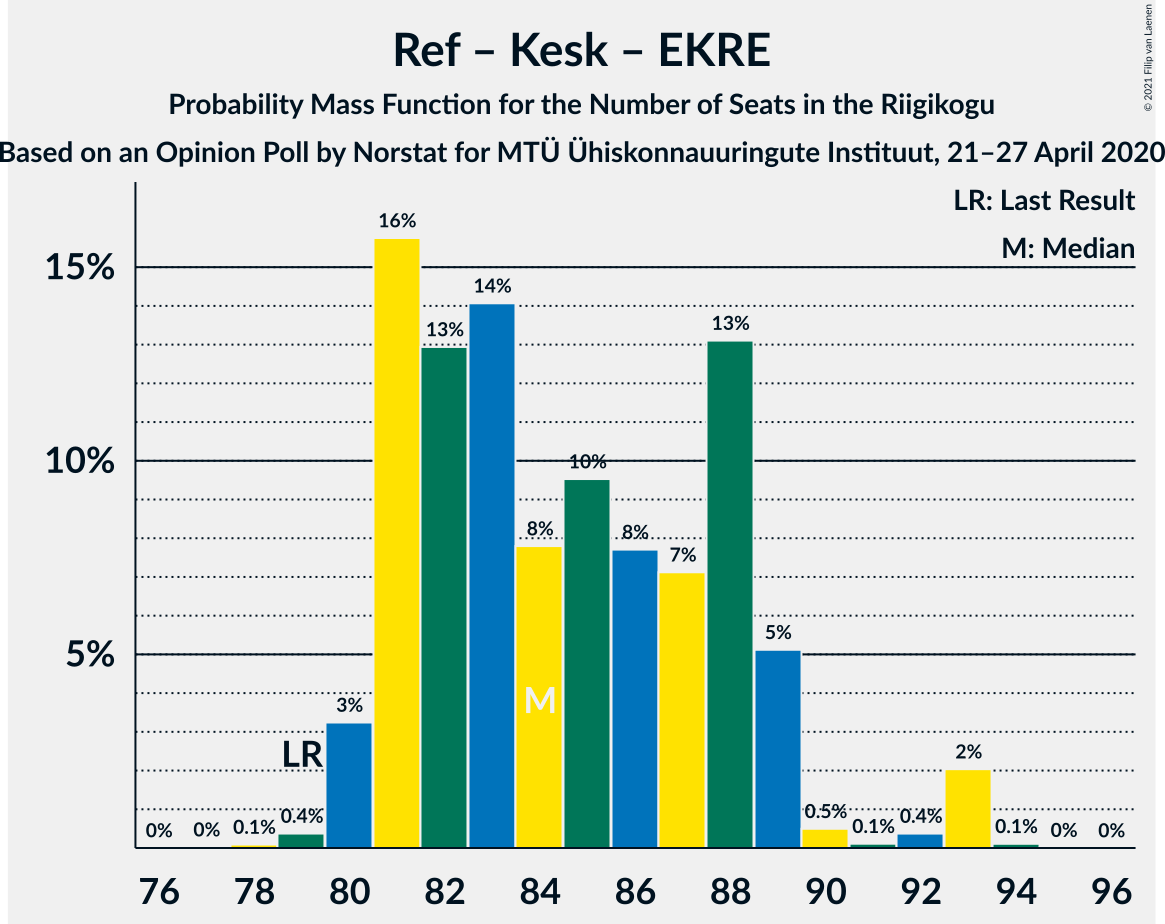 Ref – Kesk – EKRE
Probability Mass Function for the Number of Seats in the Riigikogu
Based on an Opinion Poll by Norstat for MTÜ Ühiskonnauuringute Instituut, 21–27 April 2020
© 2021 Filip van Laenen
LR: Last Result
M: Median
15%
10%
5%
0%
0%
0.1%
0.4%
3%
16%
13%
14%
8%
10%
8%
7%
13%
5%
0.5%
0.1%
0.4%
2%
0.1%
0%
0%
LR
M
76 78 80 82 84 86 88 90 92 94 96